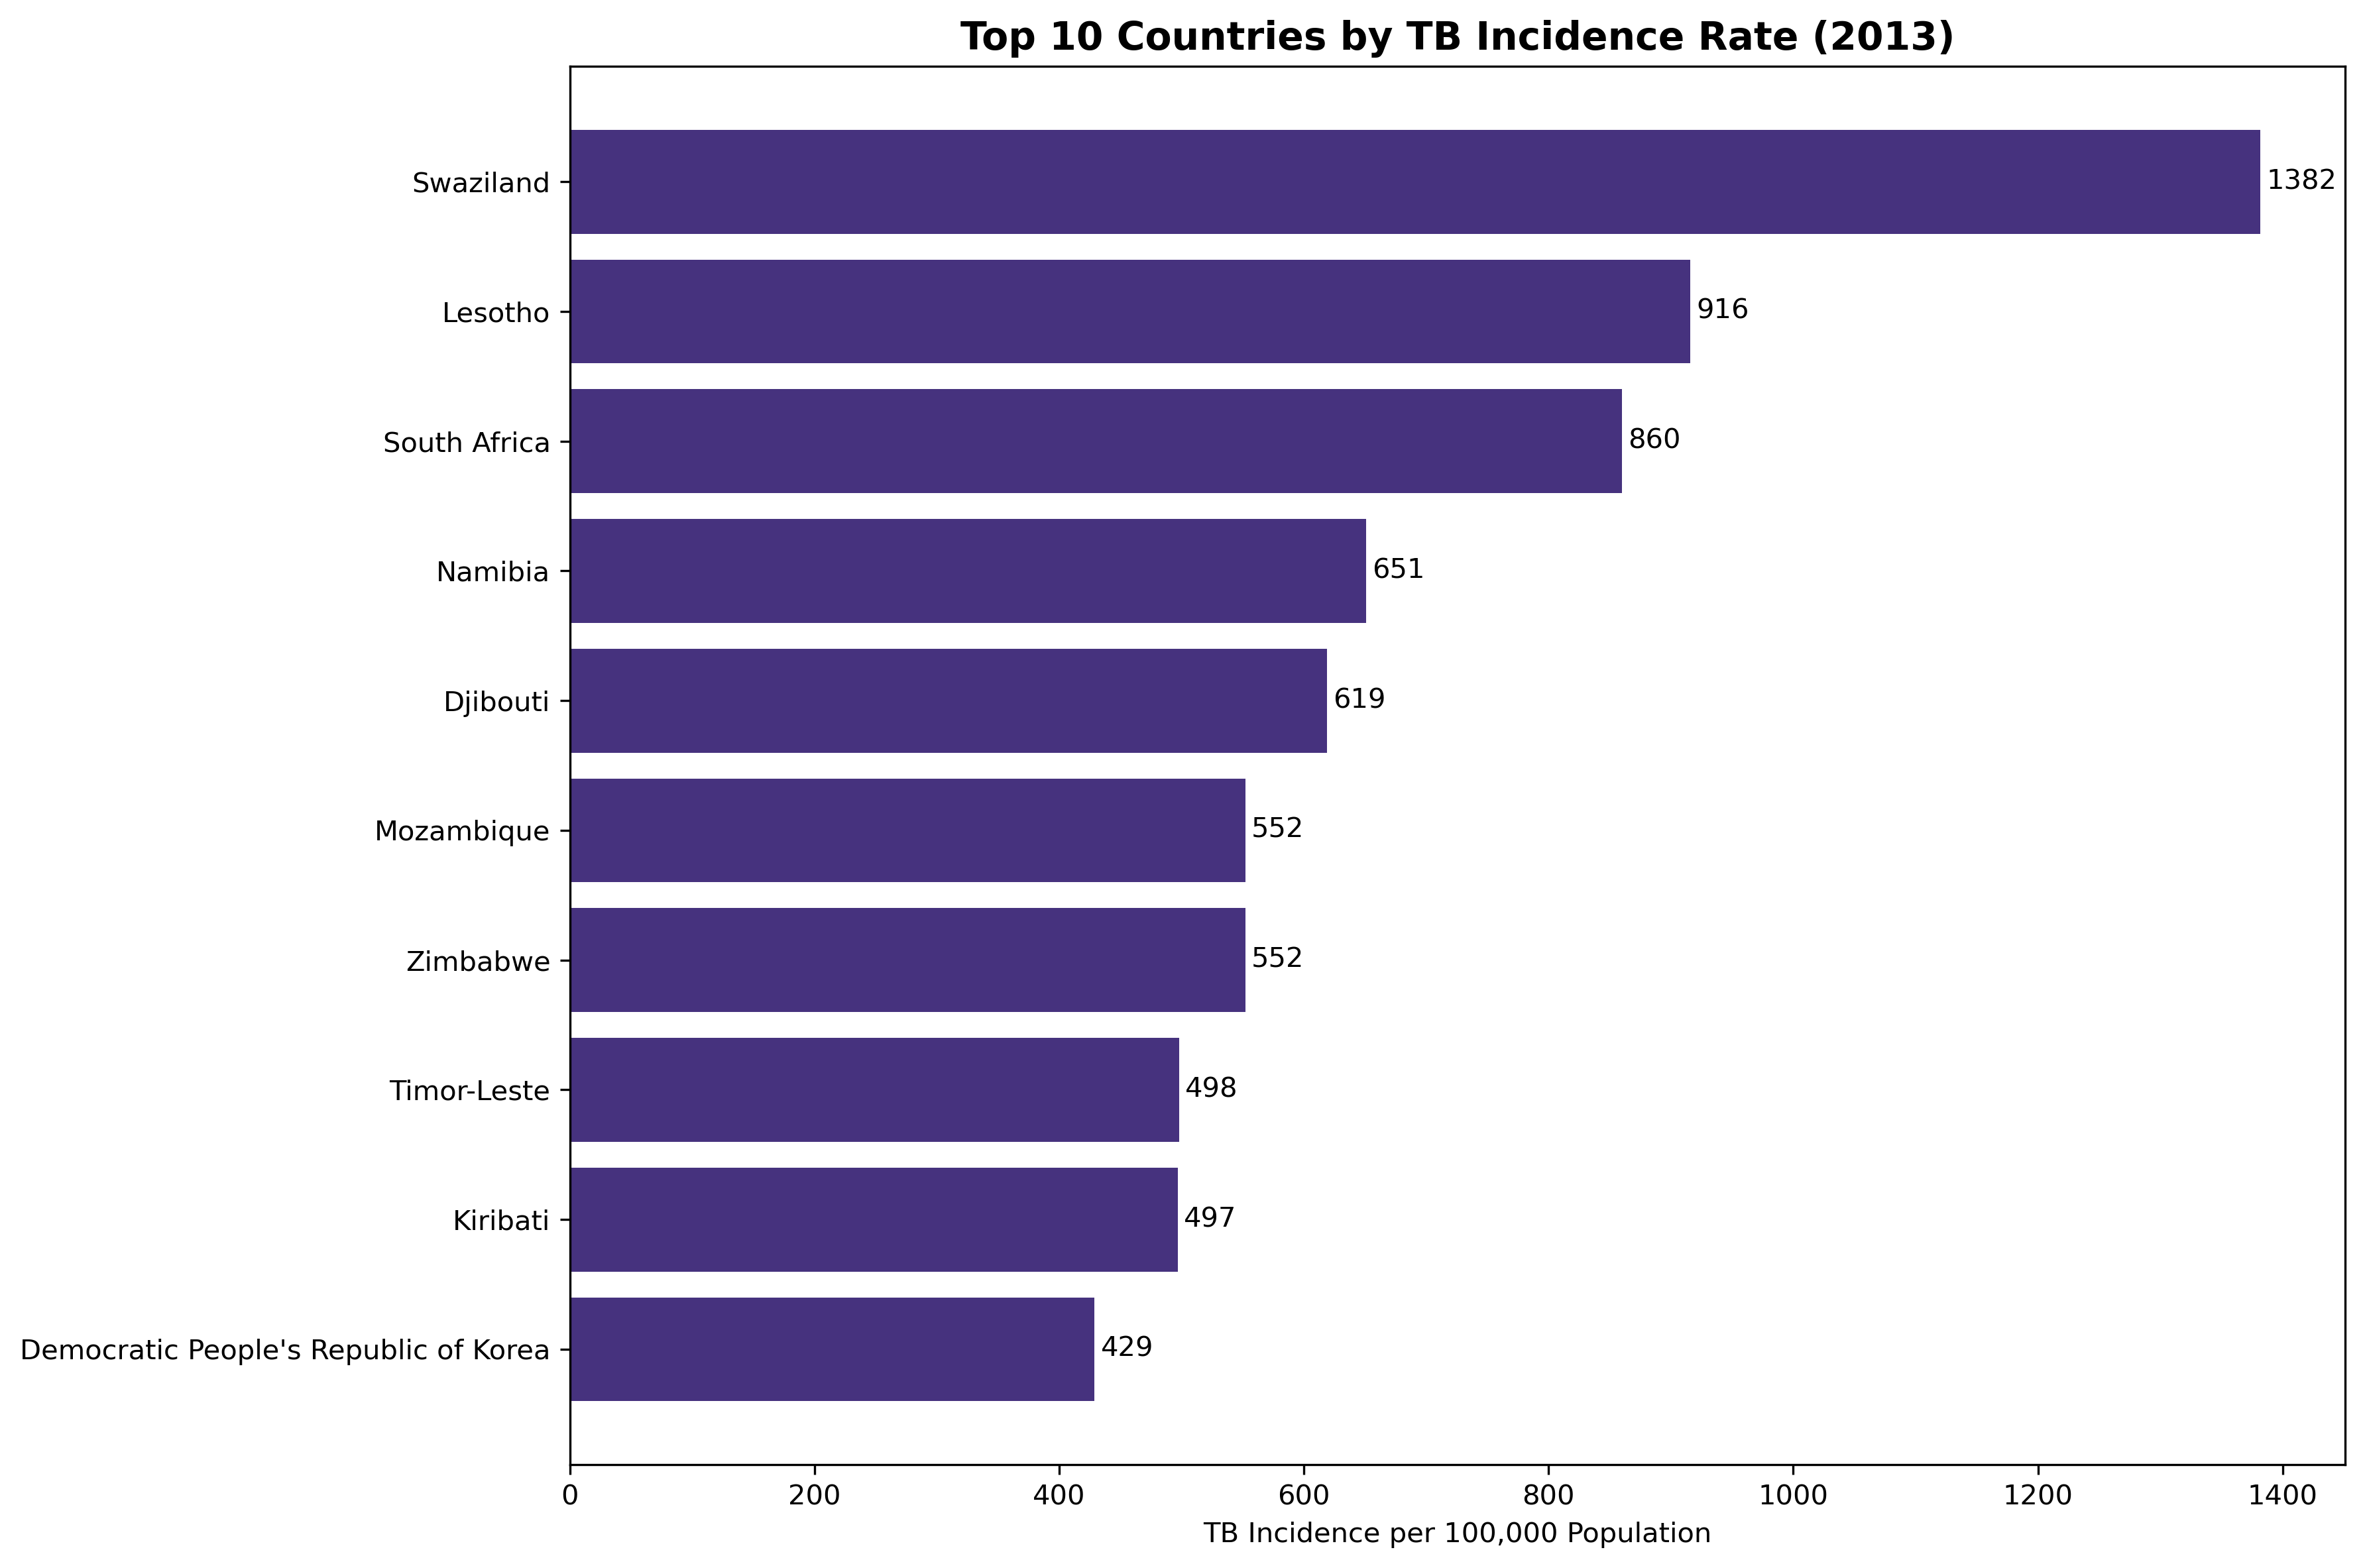 Top 10 Countries by TB Incidence Rate (2013)
Swaziland 1382
Lesotho 916
South Africa 860
Namibia 651
Djibouti 619
Mozambique 552
Zimbabwe 552
Timor-Leste 498
Kiribati 497
Democratic People's Republic of Korea 429
0 200 400 600 800 1000 1200 1400
TB Incidence per 100,000 Population